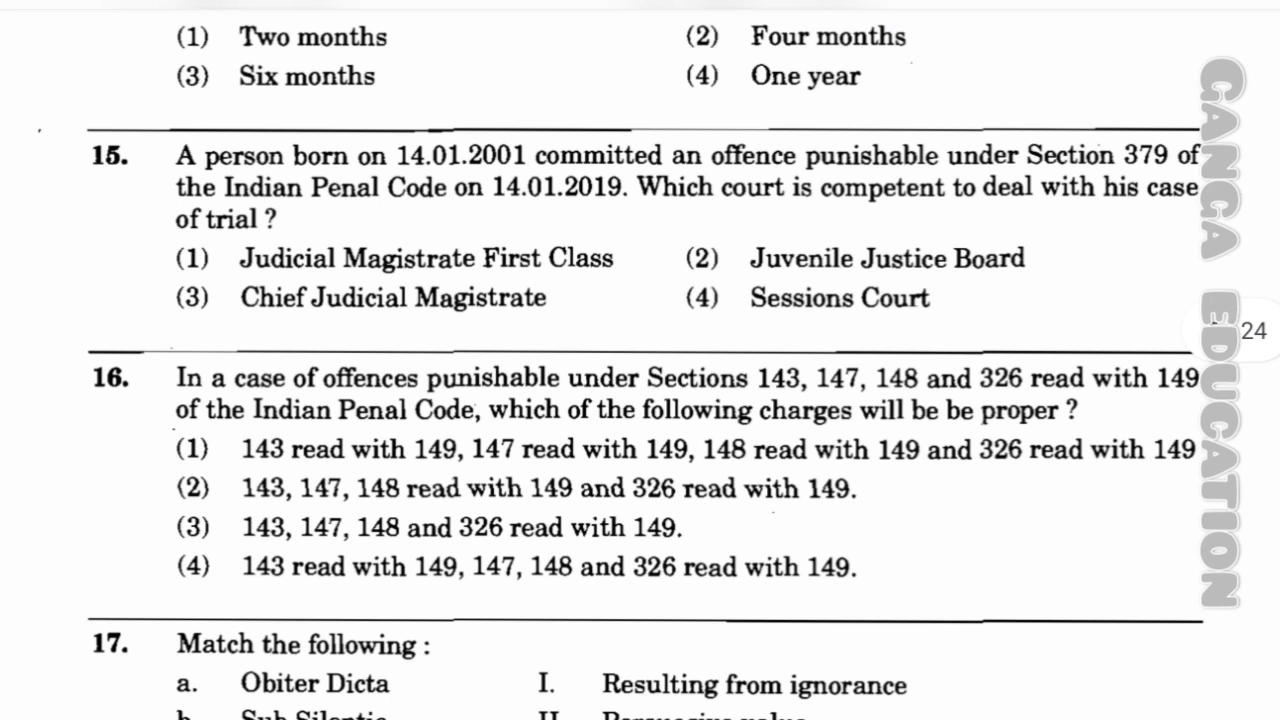 (1) Two months (2) Four months
(3) Six months (4) One year
15. A person born on 14.01.2001 committed an offence punishable under Section 379 of
the Indian Penal Code on 14.01.2019. Which court is competent to deal with his case
of trial ?
(1) Judicial Magistrate First Class (2) Juvenile Justice Board
(3) Chief Judicial Magistrate (4) Sessions Court
24
16. In a case of offences punishable under Sections 143, 147, 148 and 326 read with 149
of the Indian Penal Code, which of the following charges will be be proper ?
(1) 143 read with 149, 147 read with 149, 148 read with 149 and 326 read with 149
(2) 143, 147, 148 read with 149 and 326 read with 149.
(3) 143, 147, 148 and 326 read with 149.
(4) 143 read with 149, 147, 148 and 326 read with 149.
17. Match the following :
a. Obiter Dicta I. Resulting from ignorance
b. Sub Silentio II. Persuasive value
GANGA EDUCATION